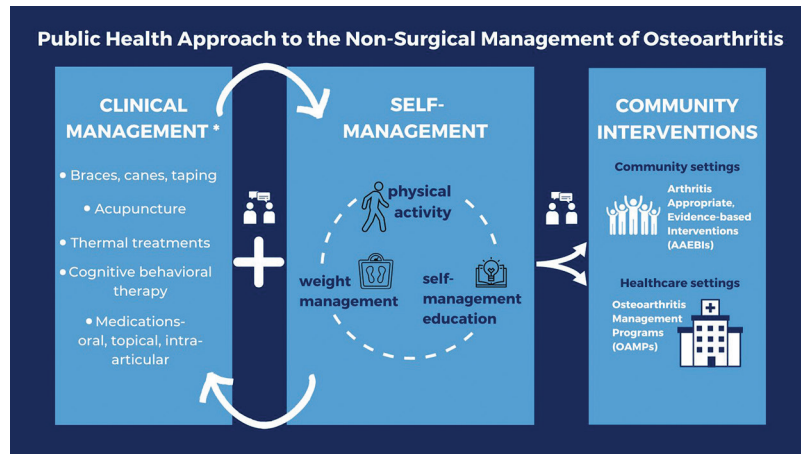 Public Health Approach to the Non-Surgical Management of Osteoarthritis
CLINICAL
MANAGEMENT *
• Braces, canes, taping
• Acupuncture
• Thermal treatments
• Cognitive behavioral
therapy
• Medications-
oral, topical, intra-
articular
SELF-
MANAGEMENT
physical
activity
weight
management
self-
management
education
COMMUNITY
INTERVENTIONS
Community settings
Arthritis
Appropriate,
Evidence-based
Interventions
(AAEBIs)
Healthcare settings
Osteoarthritis
Management
Programs
(OAMPs)